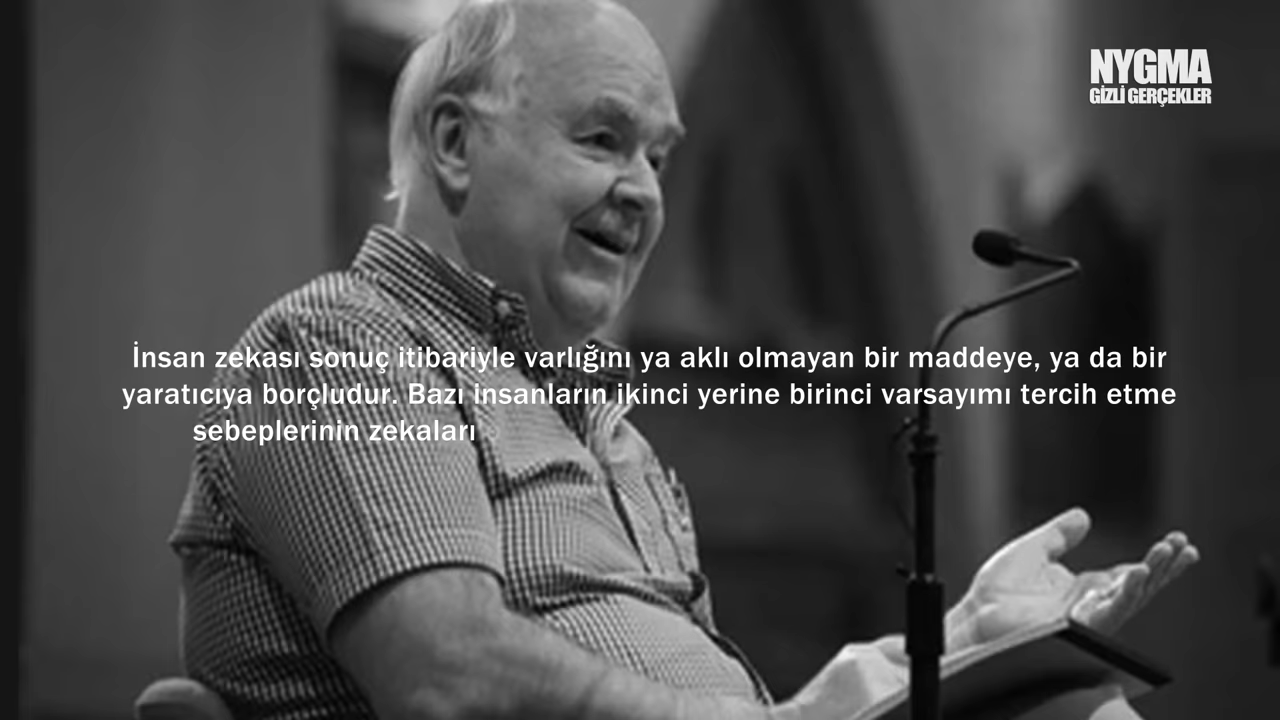 NYGMA
GİZLİ GERÇEKLER
İnsan zekası sonuç itibariyle varlığını ya aklı olmayan bir maddeye, ya da bir
yaratıcıya borçludur. Bazı insanların ikinci yerine birinci varsayımı tercih etme
sebeplerinin zekaları